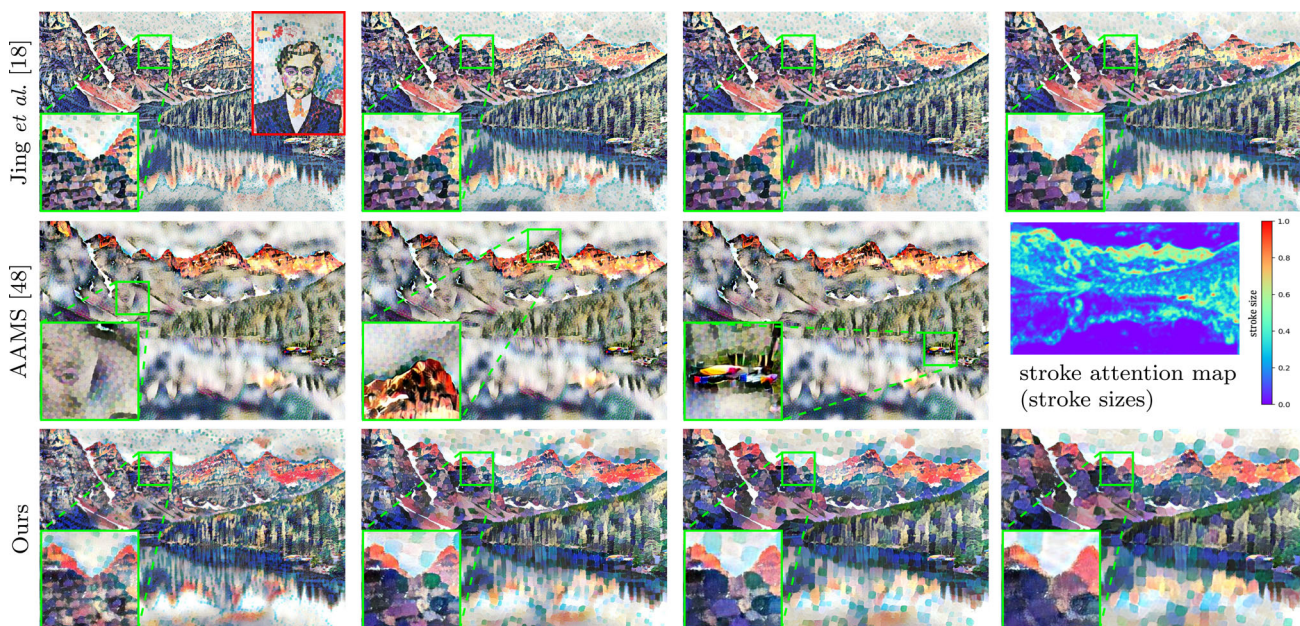 Jing et al. [18]
AAMS [48]
1.0
0.8
0.6
0.4
0.2
0.0
stroke size
stroke attention map
(stroke sizes)
Ours